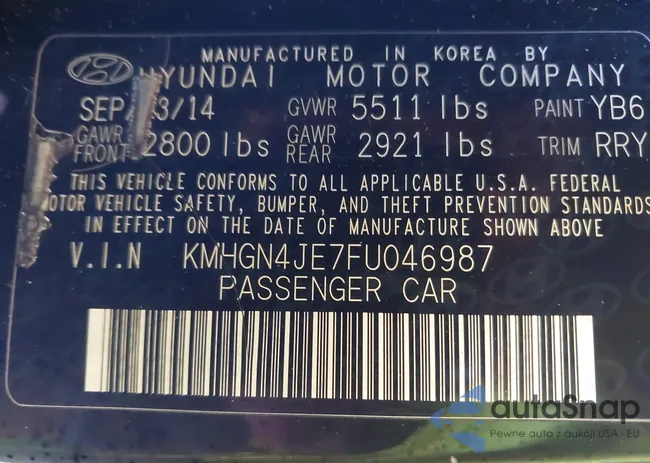 MANUFACTURED IN KOREA BY
HYUNDAI MOTOR COMPANY
SEP/ 3/14 GVWR 5511 lbs PAINT YB6
GAWR FRONT 2800 lbs GAWR REAR 2921 lbs TRIM RRY
THIS VEHICLE CONFORMS TO ALL APPLICABLE U.S.A. FEDERAL
MOTOR VEHICLE SAFETY, BUMPER, AND THEFT PREVENTION STANDARDS
IN EFFECT ON THE DATE OF MANUFACTURE SHOWN ABOVE
V.I.N KMHGN4JE7FU046987
PASSENGER CAR
autoSnap
Pewne auta z aukcji USA i EU